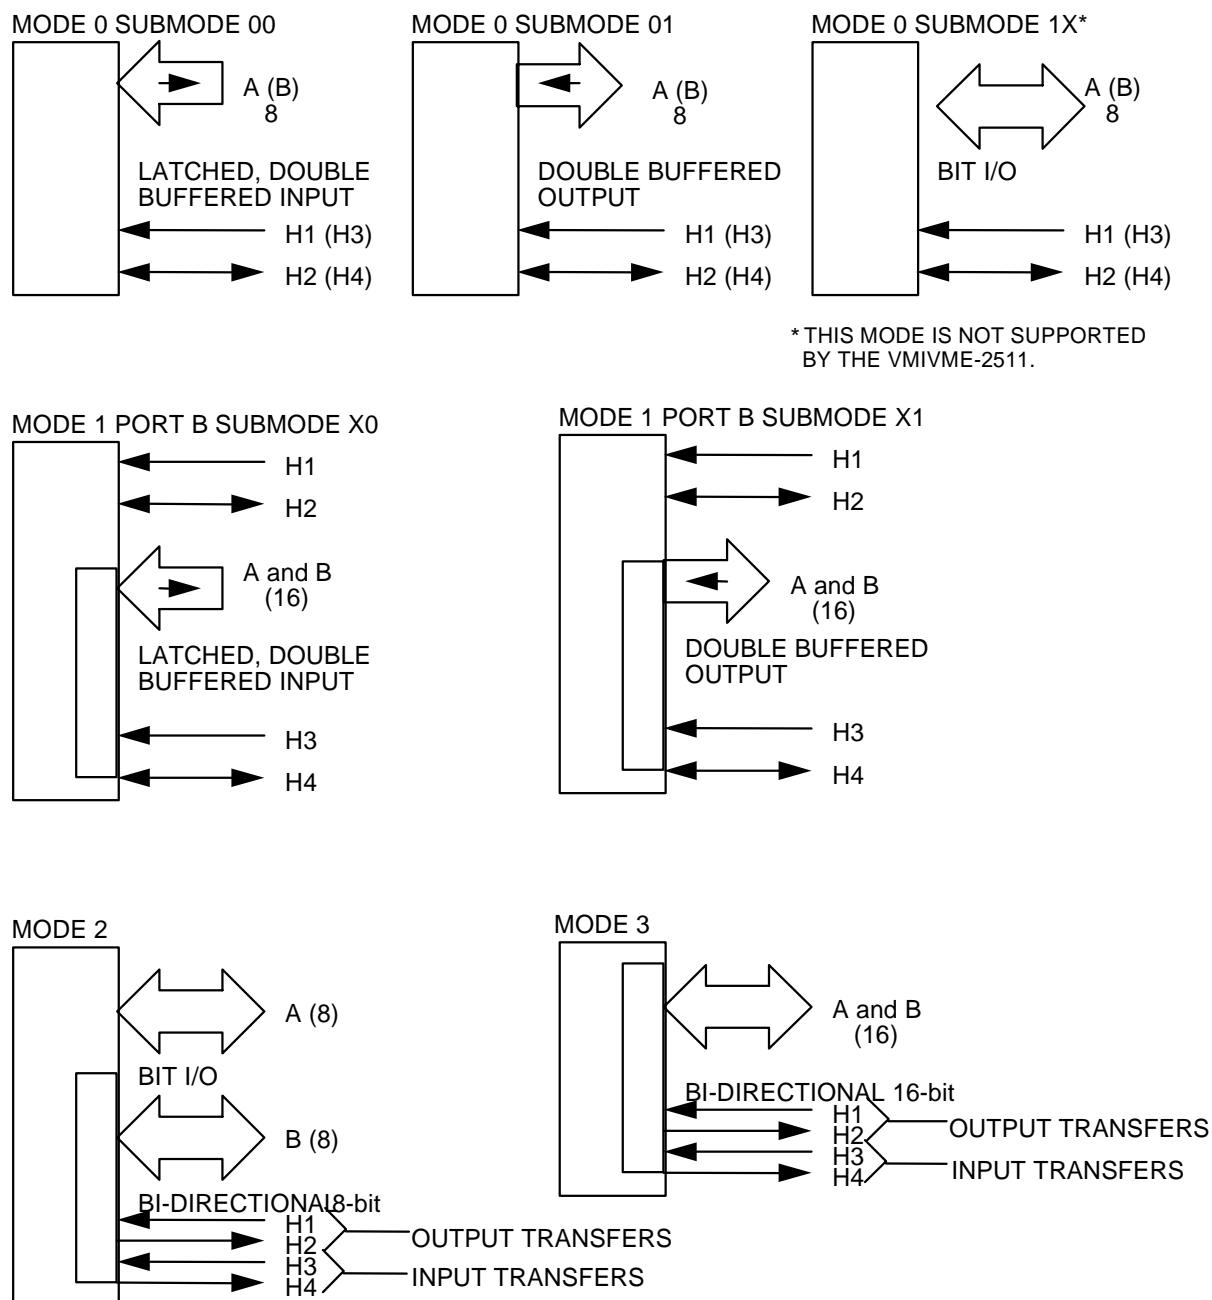 MODE 0 SUBMODE 00
A (B)
8
LATCHED, DOUBLE
BUFFERED INPUT
H1 (H3)
H2 (H4)
MODE 0 SUBMODE 01
A (B)
8
DOUBLE BUFFERED
OUTPUT
H1 (H3)
H2 (H4)
MODE 0 SUBMODE 1X*
A (B)
8
BIT I/O
H1 (H3)
H2 (H4)
* THIS MODE IS NOT SUPPORTED
BY THE VMIVME-2511.
MODE 1 PORT B SUBMODE X0
H1
H2
A and B
(16)
LATCHED, DOUBLE
BUFFERED INPUT
H3
H4
MODE 1 PORT B SUBMODE X1
H1
H2
A and B
(16)
DOUBLE BUFFERED
OUTPUT
H3
H4
MODE 2
A (8)
BIT I/O
B (8)
BI-DIRECTIONAL 8-bit
H1
H2
OUTPUT TRANSFERS
H3
H4
INPUT TRANSFERS
MODE 3
A and B
(16)
BI-DIRECTIONAL 16-bit
H1
H2
OUTPUT TRANSFERS
H3
H4
INPUT TRANSFERS